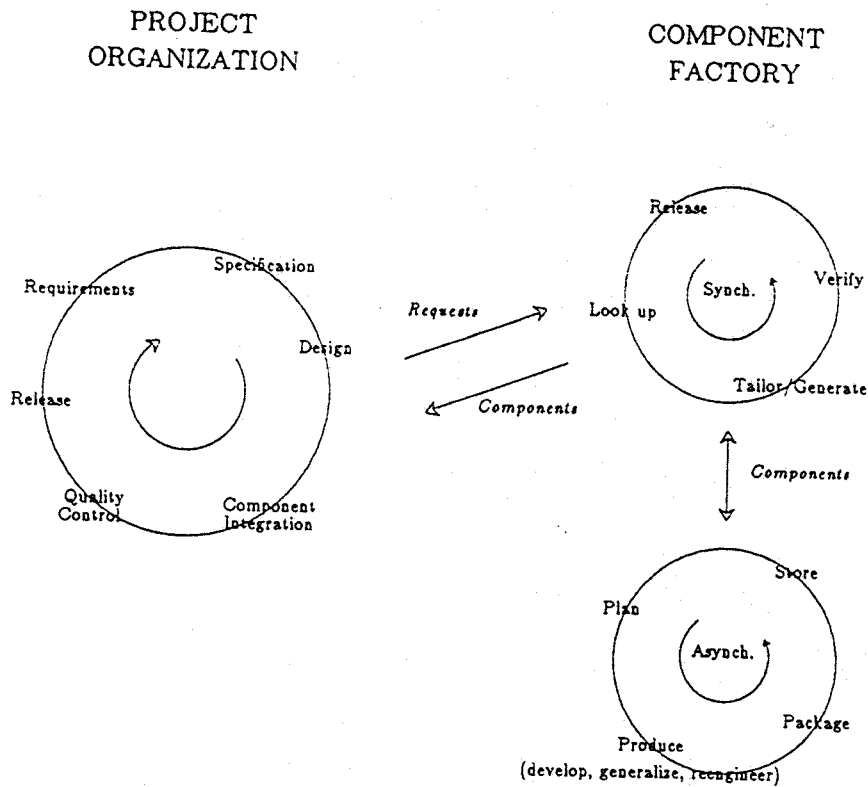 PROJECT
ORGANIZATION
COMPONENT
FACTORY
Specification
Requirements
Design
Release
Quality
Control
Component
Integration
Requests
Components
Release
Synch.
Verify
Look up
Tailor/Generate
Components
Store
Plan
Asynch.
Package
Produce
(develop, generalize, reengineer)